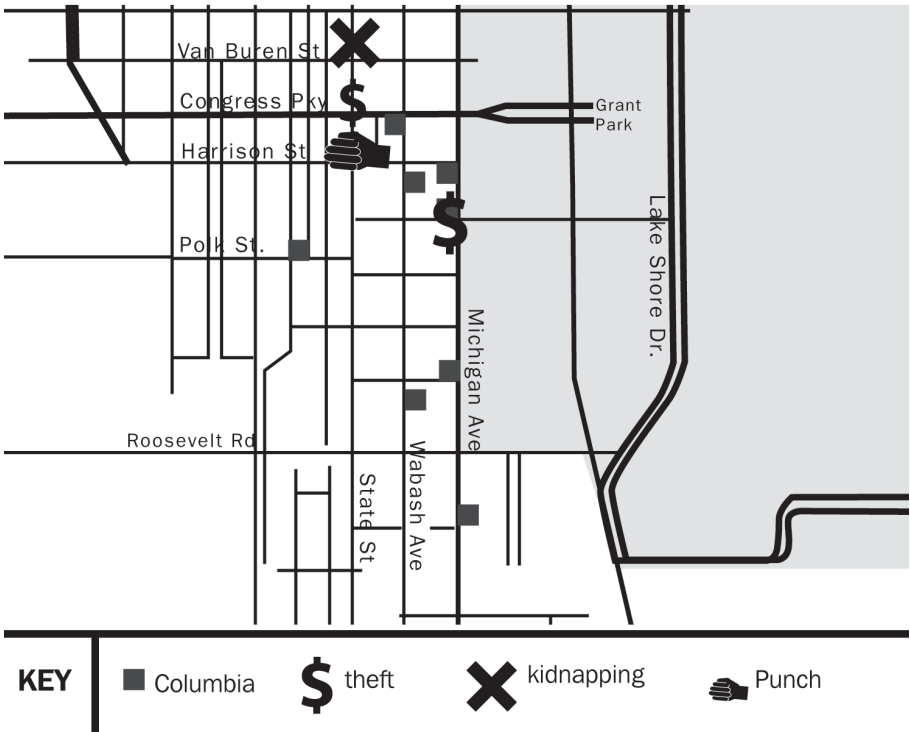 Van Buren St
Congress Pky
$
Grant
Park
Harrison St
$
Polk St.
Lake Shore Dr.
Michigan Ave
Roosevelt Rd
Wabash Ave
State St
KEY
Columbia
$ theft
kidnapping
Punch